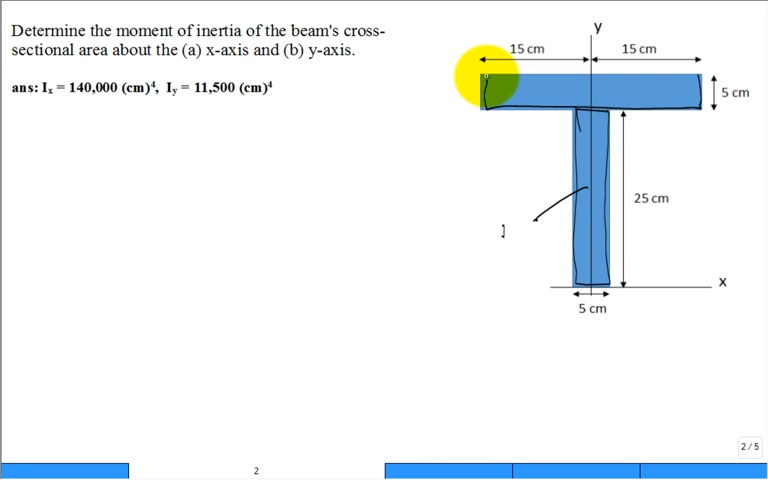 Determine the moment of inertia of the beam's cross-
sectional area about the (a) x-axis and (b) y-axis.
ans: Iₓ = 140,000 (cm)⁴, Iᵧ = 11,500 (cm)⁴
y
15 cm
15 cm
5 cm
25 cm
x
5 cm
2 / 5
2